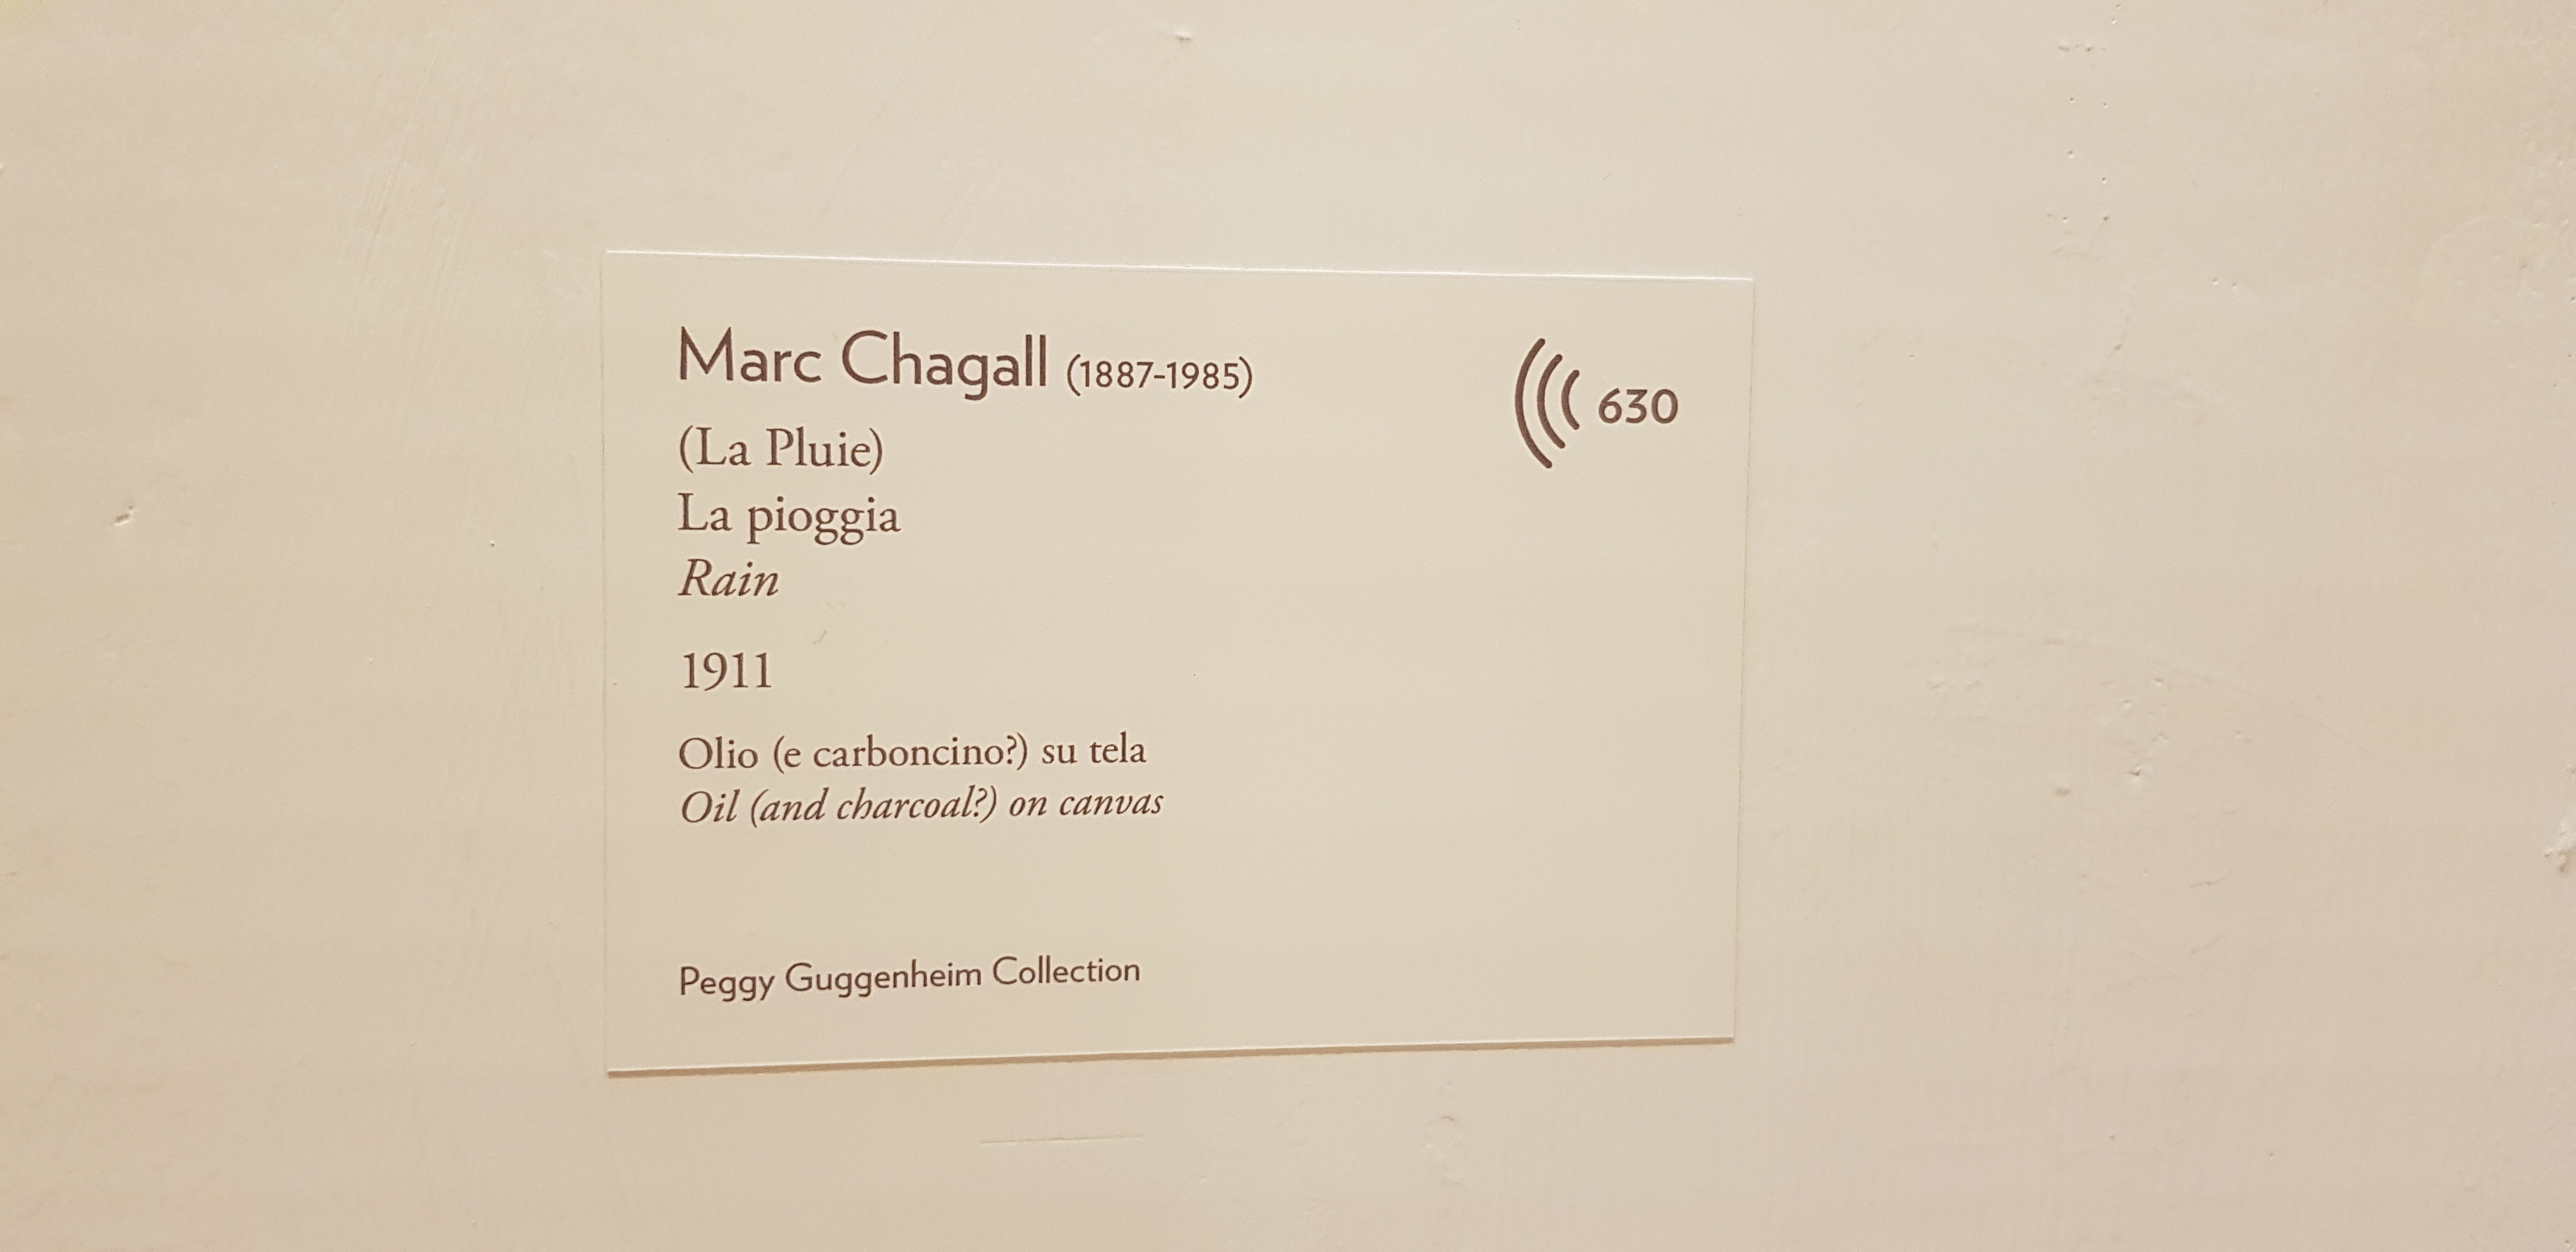 Marc Chagall (1887-1985)
630
(La Pluie)
La pioggia
Rain
1911
Olio (e carboncino?) su tela
Oil (and charcoal?) on canvas
Peggy Guggenheim Collection